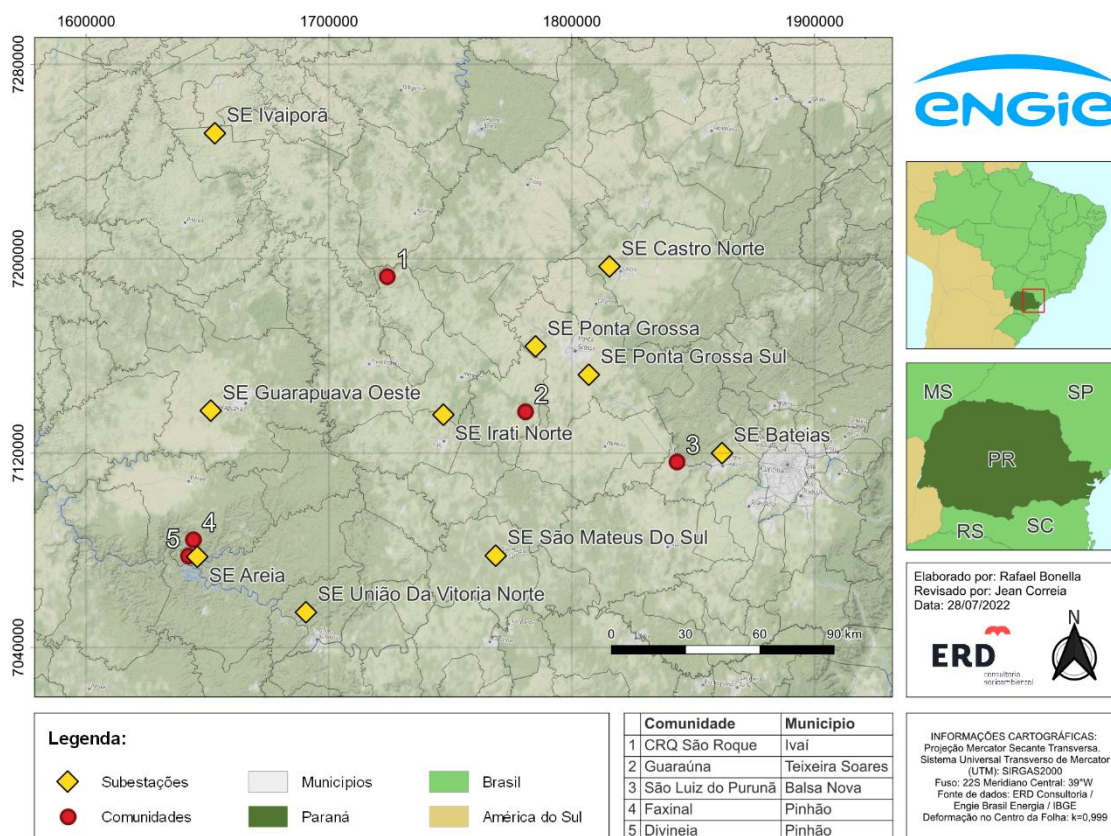 1600000 1700000 1800000 1900000
7280000
7200000
7120000
7040000
SE Ivaiporã
1
SE Castro Norte
SE Ponta Grossa
SE Ponta Grossa Sul
SE Guarapuava Oeste
2
SE Irati Norte
3
SE Bateias
Curitiba
4
5
SE Areia
SE São Mateus Do Sul
SE União Da Vitoria Norte
0 30 60 90 km
ENGIE
MS
SP
PR
RS
SC
Elaborado por: Rafael Bonella
Revisado por: Jean Correia
Data: 28/07/2022
N
ERD
consultoria
socioambiental
Legenda:
Subestações
Municípios
Brasil
Comunidades
Paraná
América do Sul
Comunidade Municipio
1 CRQ São Roque Ivaí
2 Guaraúna Teixeira Soares
3 São Luiz do Purunã Balsa Nova
4 Faxinal Pinhão
5 Divineia Pinhão
INFORMAÇÕES CARTOGRÁFICAS:
Projeção Mercator Secante Transversa.
Sistema Universal Transverso de Mercator
(UTM): SIRGAS2000
Fuso: 22S Meridiano Central: 39°W
Fonte de dados: ERD Consultoria /
Engie Brasil Energia / IBGE
Deformação no Centro da Folha: k=0,999